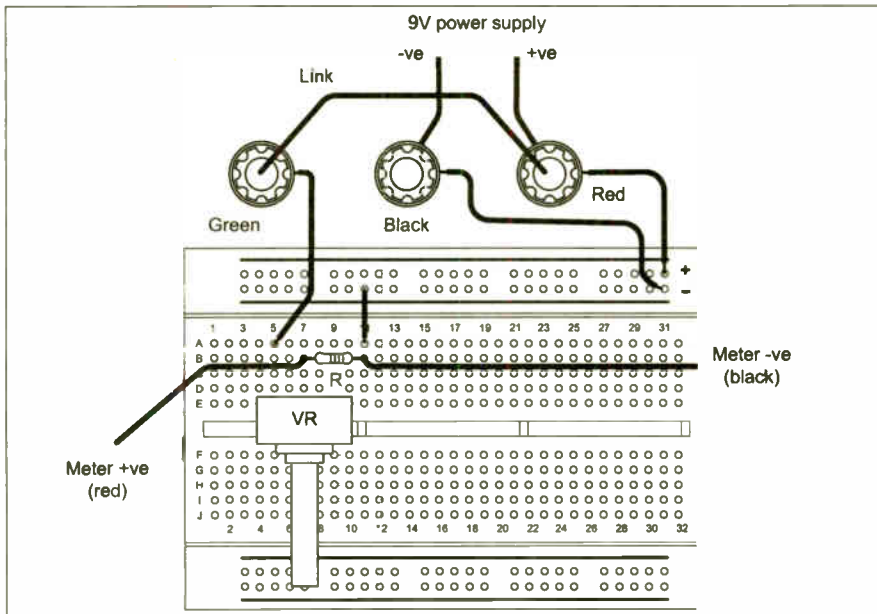 9V power supply
-ve +ve
Link
Green Black Red
+
-
1 3 5 7 9 13 15 17 19 21 23 25 27 29 31
A
B
R
D
E
VR
Meter -ve
(black)
Meter +ve
(red)
F
G
H
I
J
2 4 6 8 10 12 14 16 18 20 22 24 26 28 30 32